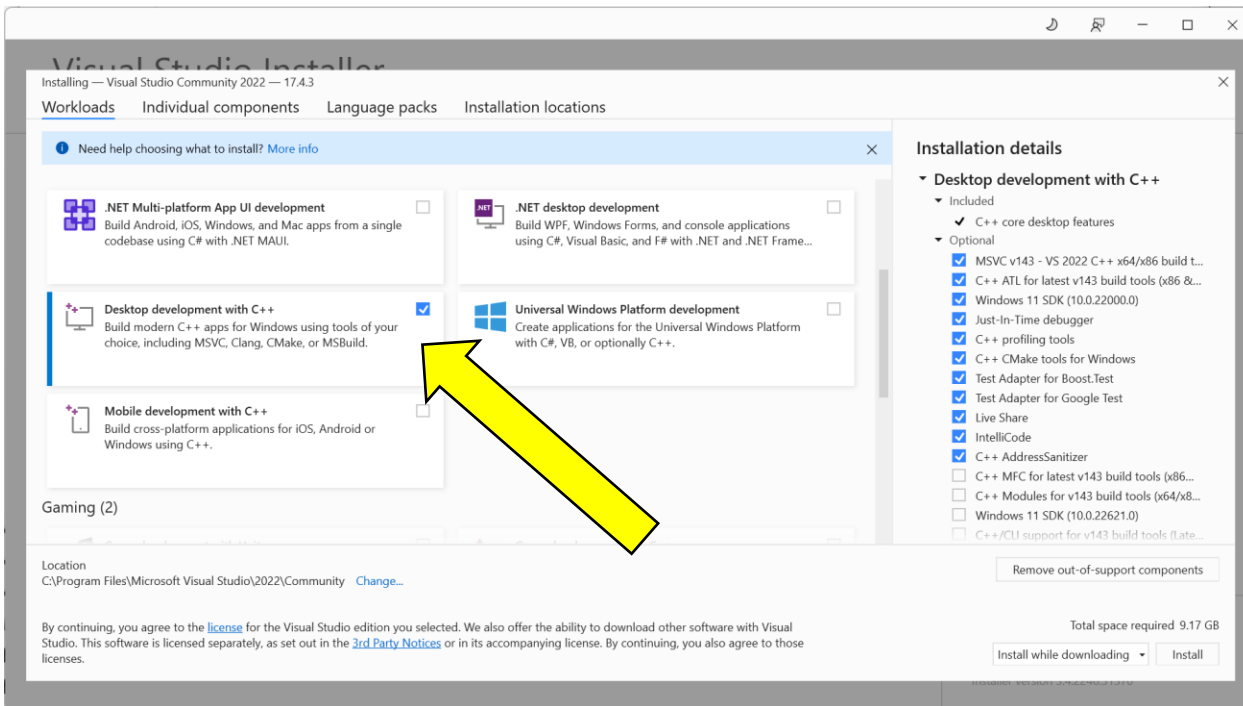 Visual Studio Installer
Installing — Visual Studio Community 2022 — 17.4.3
Workloads Individual components Language packs Installation locations
Need help choosing what to install? More info
.NET Multi-platform App UI development
Build Android, iOS, Windows, and Mac apps from a single
codebase using C# with .NET MAUI.
.NET desktop development
Build WPF, Windows Forms, and console applications
using C#, Visual Basic, and F# with .NET and .NET Frame...
Desktop development with C++
Build modern C++ apps for Windows using tools of your
choice, including MSVC, Clang, CMake, or MSBuild.
Universal Windows Platform development
Create applications for the Universal Windows Platform
with C#, VB, or optionally C++.
Mobile development with C++
Build cross-platform applications for iOS, Android or
Windows using C++.
Gaming (2)
Location
C:\Program Files\Microsoft Visual Studio\2022\Community Change...
By continuing, you agree to the license for the Visual Studio edition you selected. We also offer the ability to download other software with Visual
Studio. This software is licensed separately, as set out in the 3rd Party Notices or in its accompanying license. By continuing, you also agree to those
licenses.
Installation details
Desktop development with C++
Included
C++ core desktop features
Optional
MSVC v143 - VS 2022 C++ x64/x86 build t...
C++ ATL for latest v143 build tools (x86 &...
Windows 11 SDK (10.0.22000.0)
Just-In-Time debugger
C++ profiling tools
C++ CMake tools for Windows
Test Adapter for Boost.Test
Test Adapter for Google Test
Live Share
IntelliCode
C++ AddressSanitizer
C++ MFC for latest v143 build tools (x86...
C++ Modules for v143 build tools (x64/x8...
Windows 11 SDK (10.0.22621.0)
C++/CLI support for v143 build tools (Late...
Remove out-of-support components
Total space required 9.17 GB
Install while downloading Install